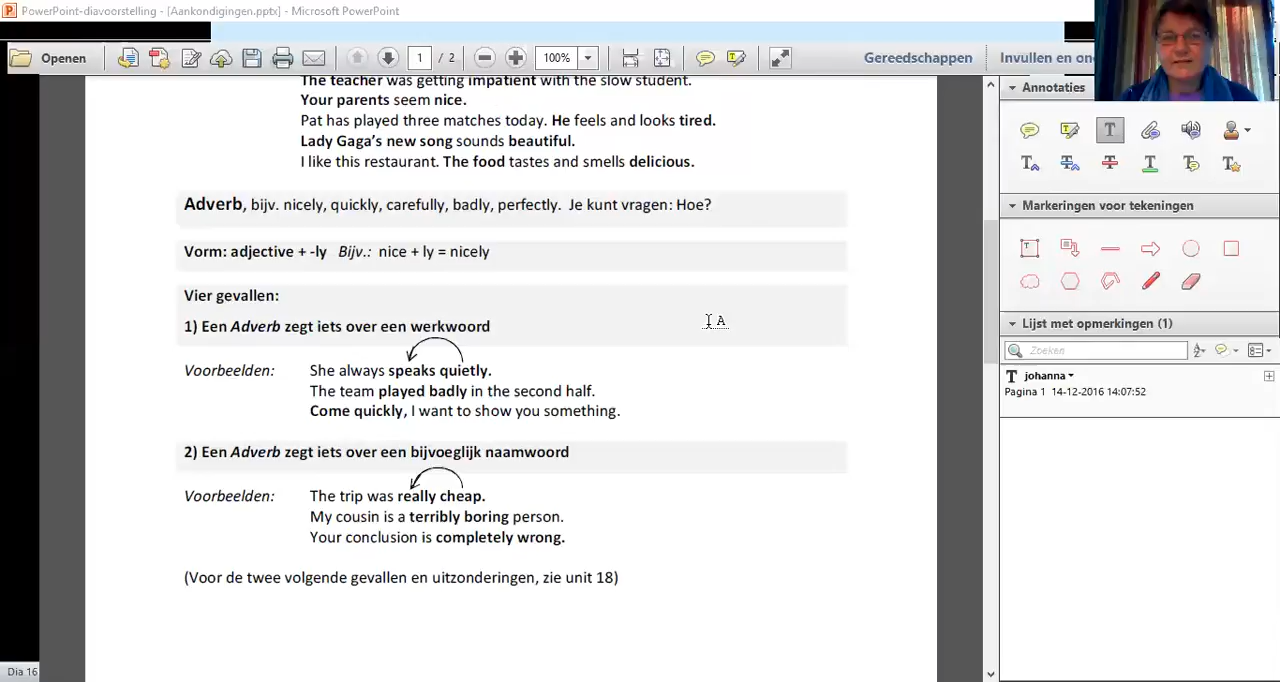 PowerPoint-diavoorstelling - [Aankondigingen.pptx] - Microsoft PowerPoint
Openen
1 / 2
100%
Gereedschappen
Invullen en on
The teacher was getting impatient with the slow student.
Your parents seem nice.
Pat has played three matches today. He feels and looks tired.
Lady Gaga's new song sounds beautiful.
I like this restaurant. The food tastes and smells delicious.
Adverb, bijv. nicely, quickly, carefully, badly, perfectly. Je kunt vragen: Hoe?
Vorm: adjective + -ly Bijv.: nice + ly = nicely
Vier gevallen:
1) Een Adverb zegt iets over een werkwoord
A
Voorbeelden: She always speaks quietly.
The team played badly in the second half.
Come quickly, I want to show you something.
2) Een Adverb zegt iets over een bijvoeglijk naamwoord
Voorbeelden: The trip was really cheap.
My cousin is a terribly boring person.
Your conclusion is completely wrong.
(Voor de twee volgende gevallen en uitzonderingen, zie unit 18)
Dia 16
Annotaties
Markeringen voor tekeningen
Lijst met opmerkingen (1)
Zoeken
johanna
Pagina 1 14-12-2016 14:07:52